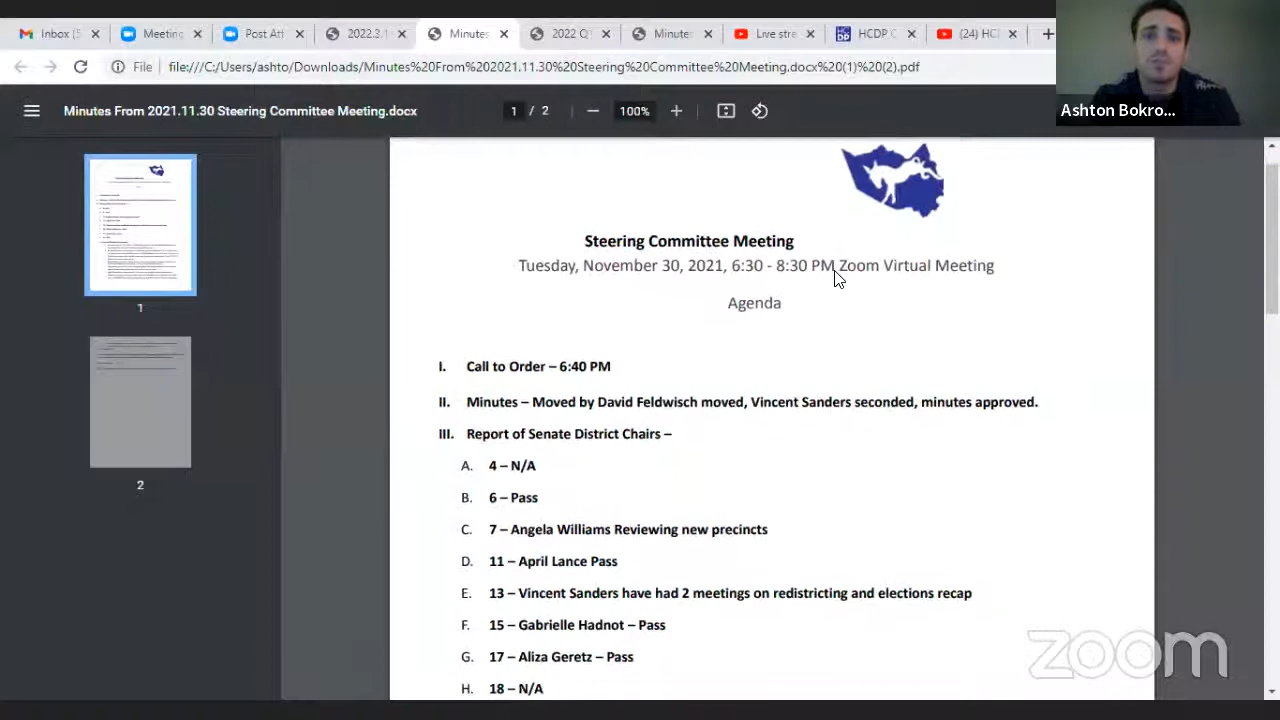 Inbox (5
Meeting
Post Att
2022.3.1
Minutes
2022 Q
Minute
Live stre
HCDP C
(24) HC
File
file:///C:/Users/ashto/Downloads/Minutes%20From%202021.11.30%20Steering%20Committee%20Meeting.docx%20(1)%20(2).pdf
Ashton Bokro...
Minutes From 2021.11.30 Steering Committee Meeting.docx
1 / 2
100%
Steering Committee Meeting
Tuesday, November 30, 2021, 6:30 - 8:30 PM Zoom Virtual Meeting
Agenda
I. Call to Order – 6:40 PM
II. Minutes – Moved by David Feldwisch moved, Vincent Sanders seconded, minutes approved.
III. Report of Senate District Chairs –
A. 4 – N/A
B. 6 – Pass
C. 7 – Angela Williams Reviewing new precincts
D. 11 – April Lance Pass
E. 13 – Vincent Sanders have had 2 meetings on redistricting and elections recap
F. 15 – Gabrielle Hadnot – Pass
G. 17 – Aliza Geretz – Pass
H. 18 – N/A
1
2
zoom